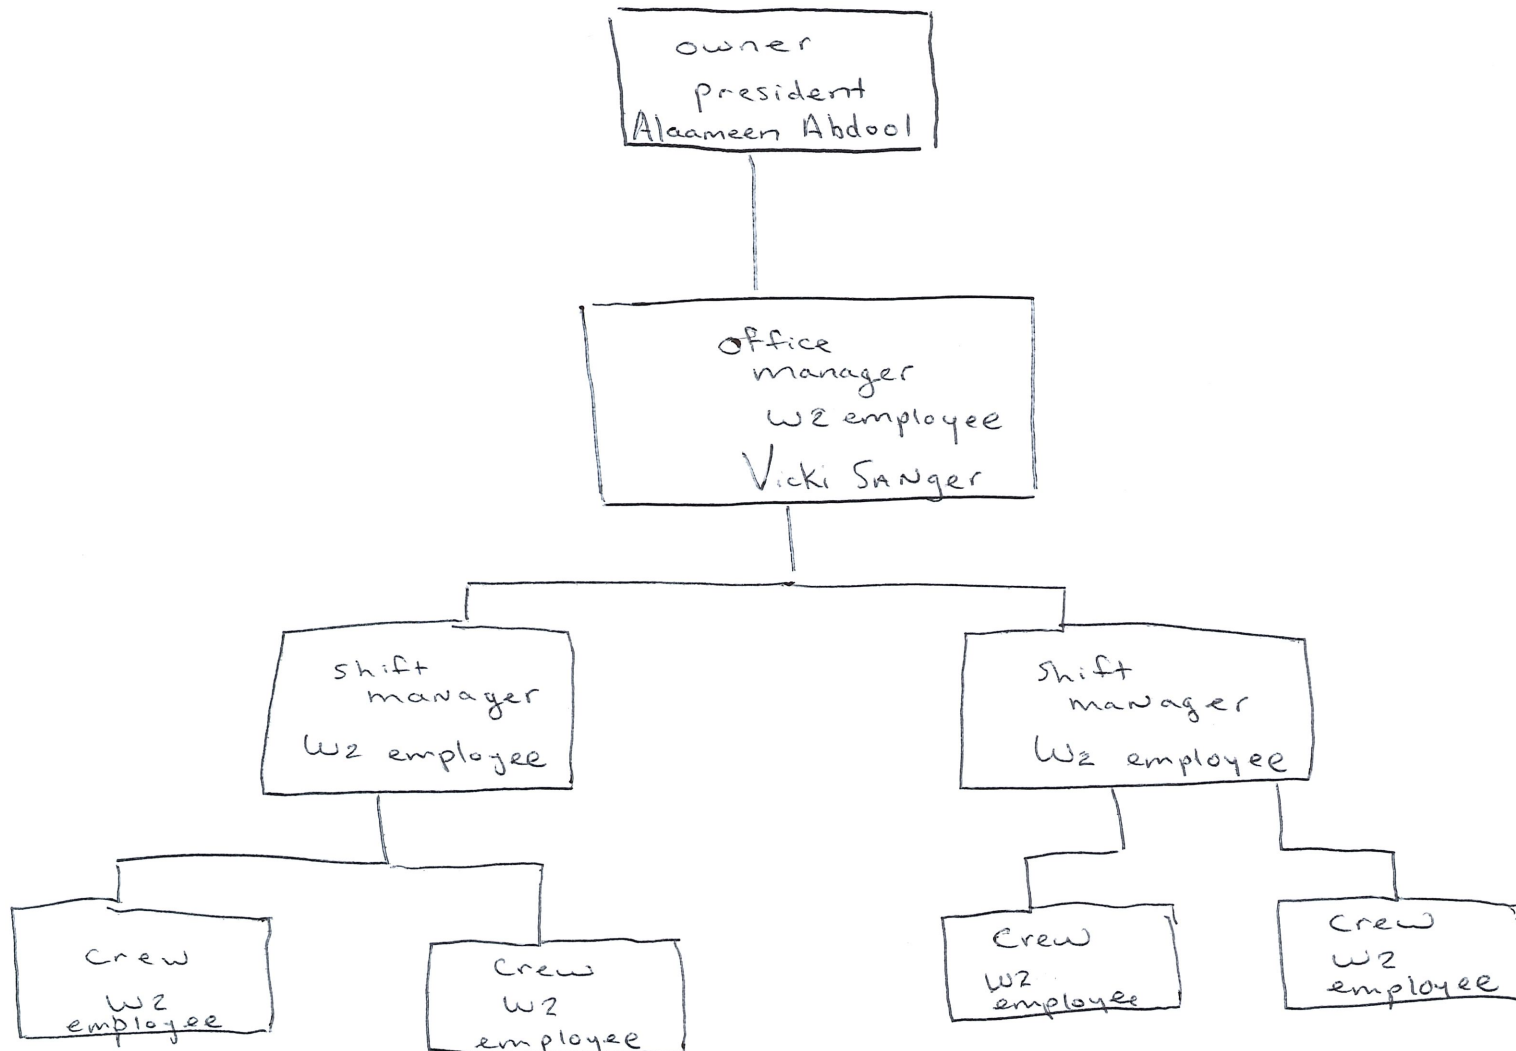 owner
president
Alaameen Abdool
office
manager
W2 employee
Vicki SANger
shift
manager
W2 employee
shift
manager
W2 employee
crew
W2
employee
crew
W2
employee
crew
W2
employee
crew
W2
employee